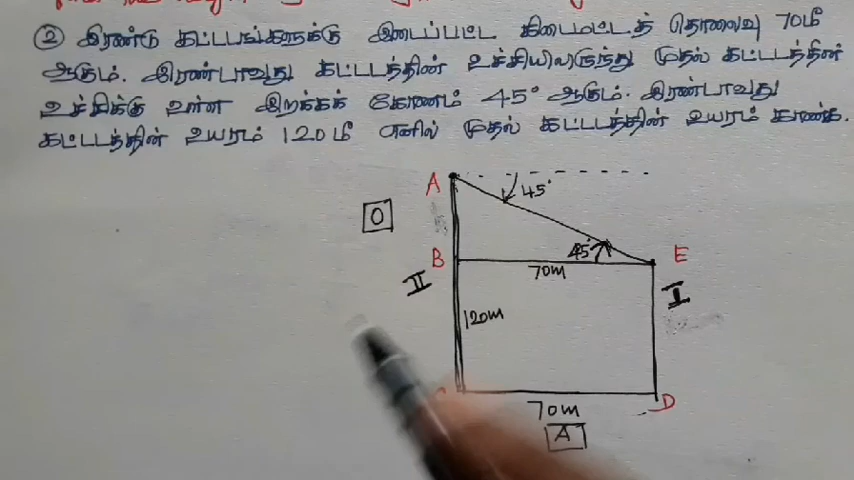 ② இரண்டு கட்டடங்களுக்கு இடைப்பட்ட கிடைமட்டத் தொலைவு 70மீ
ஆகும். இரண்டாவது கட்டடத்தின் உச்சியிலிருந்து முதல் கட்டடத்தின்
உச்சிக்கு உள்ள இறக்கக் கோணம் 45° ஆகும். இரண்டாவது
கட்டடத்தின் உயரம் 120மீ எனில் முதல் கட்டடத்தின் உயரம் காண்க.
A
45°
O
B
45°
E
70m
II
I
120m
70m
D
A